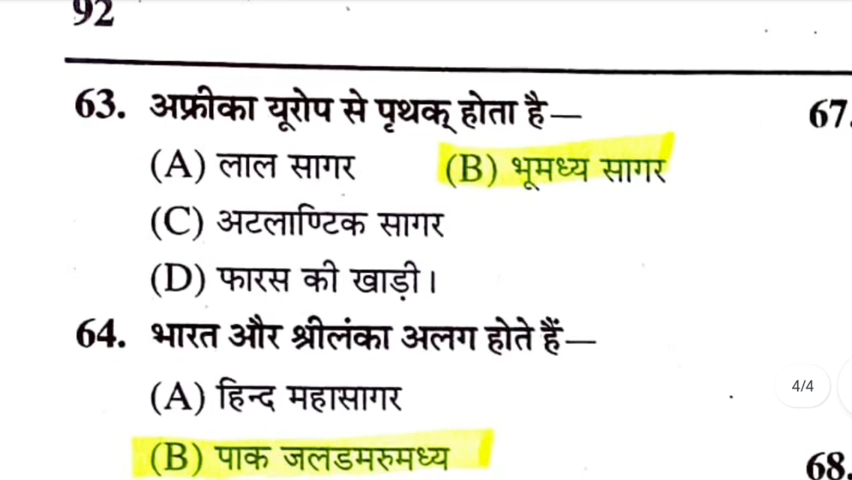 92
63. अफ्रीका यूरोप से पृथक् होता है—
(A) लाल सागर (B) भूमध्य सागर
(C) अटलाण्टिक सागर
(D) फारस की खाड़ी।
64. भारत और श्रीलंका अलग होते हैं—
(A) हिन्द महासागर
(B) पाक जलडमरुमध्य
67.
4/4
68.